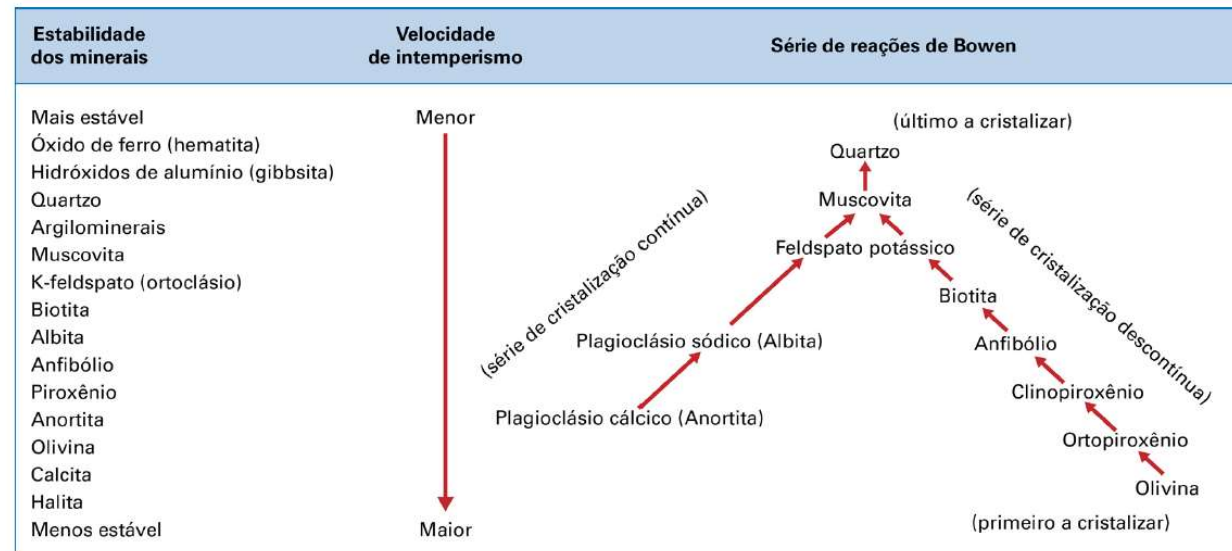 Estabilidade
dos minerais
Velocidade
de intemperismo
Série de reações de Bowen
Mais estável
Óxido de ferro (hematita)
Hidróxidos de alumínio (gibbsita)
Quartzo
Argilominerais
Muscovita
K-feldspato (ortoclásio)
Biotita
Albita
Anfibólio
Piroxênio
Anortita
Olivina
Calcita
Halita
Menos estável
Menor
Maior
(último a cristalizar)
Quartzo
Muscovita
Feldspato potássico
(série de cristalização contínua)
(série de cristalização descontínua)
Biotita
Plagioclásio sódico (Albita)
Anfibólio
Clinopiroxênio
Plagioclásio cálcico (Anortita)
Ortopiroxênio
Olivina
(primeiro a cristalizar)